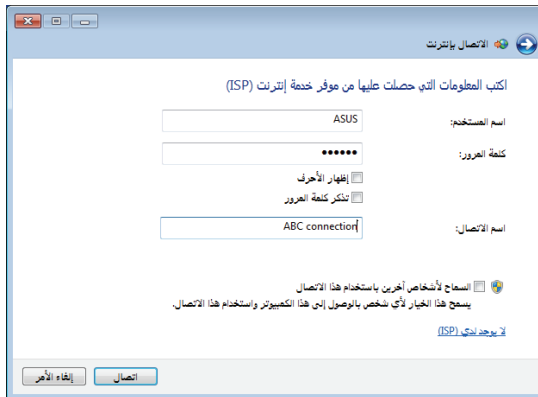 الاتصال بإنترنت
اكتب المعلومات التي حصلت عليها من موفر خدمة إنترنت (ISP)
اسم المستخدم:
ASUS
كلمة المرور:
••••••
إظهار الأحرف
تذكر كلمة المرور
اسم الاتصال:
ABC connection
السماح لأشخاص آخرين باستخدام هذا الاتصال
يسمح هذا الخيار لأي شخص بالوصول إلى هذا الكمبيوتر واستخدام هذا الاتصال.
لا يوجد لدي (ISP)
اتصال
إلغاء الأمر